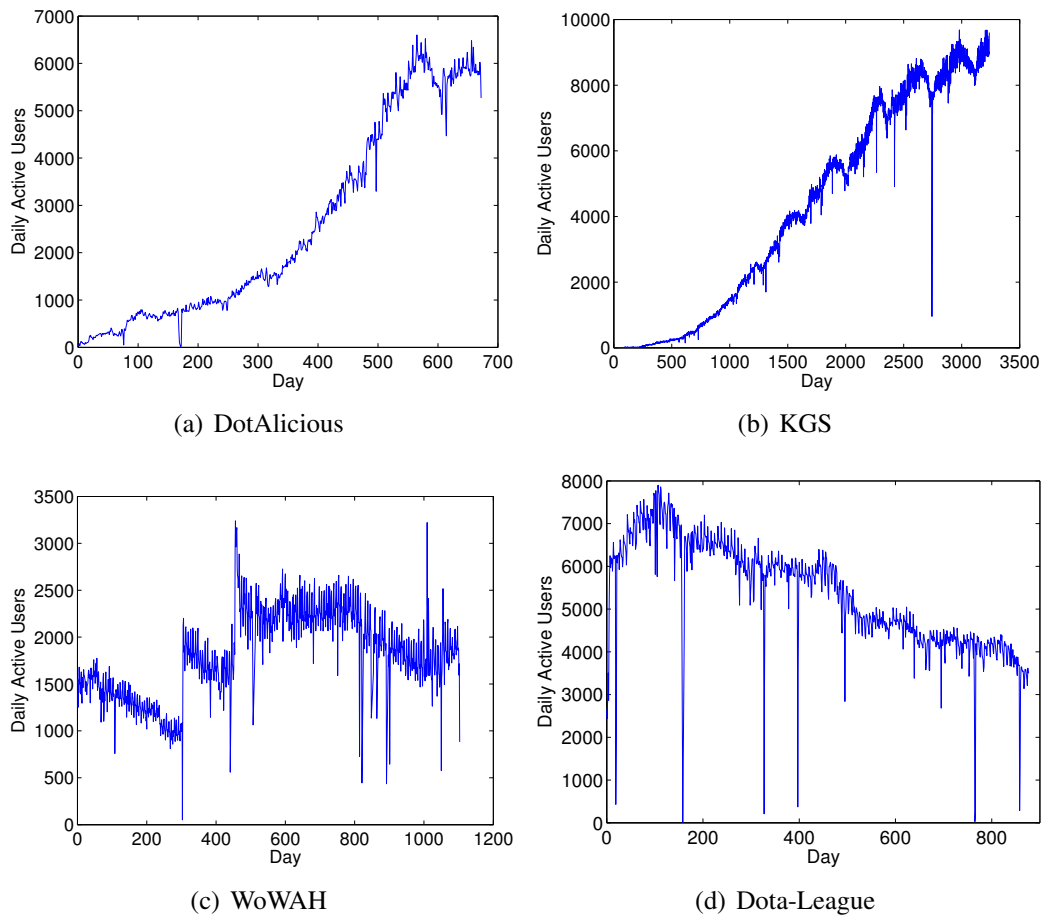 7000
6000
5000
4000
3000
2000
1000
0
Daily Active Users
0 100 200 300 400 500 600 700
Day
(a) DotAlicious
10000
8000
6000
4000
2000
0
Daily Active Users
0 500 1000 1500 2000 2500 3000 3500
Day
(b) KGS
3500
3000
2500
2000
1500
1000
500
0
Daily Active Users
0 200 400 600 800 1000 1200
Day
(c) WoWAH
8000
7000
6000
5000
4000
3000
2000
1000
0
Daily Active Users
0 200 400 600 800
Day
(d) Dota-League